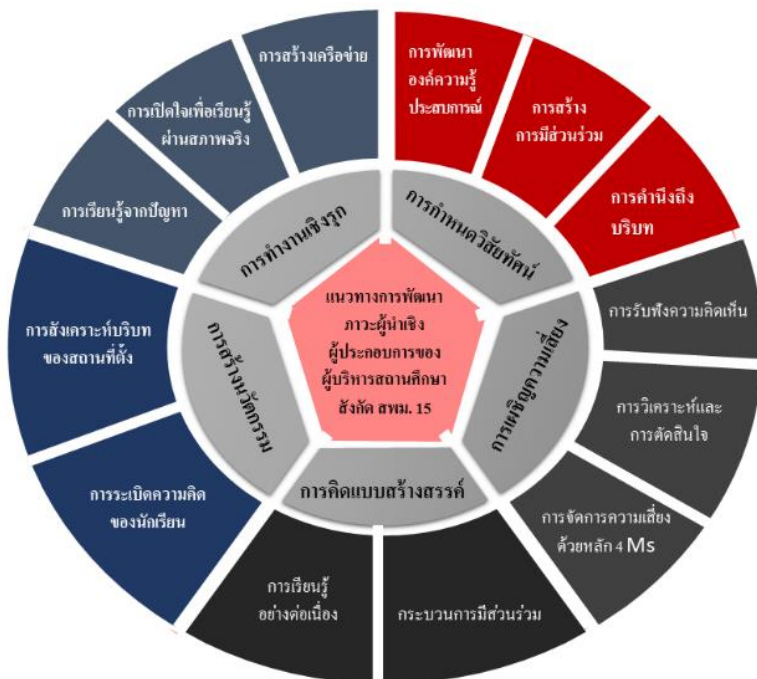 การสร้างเครือข่าย
การพัฒนา
องค์ความรู้
ประสบการณ์
การเปิดใจเพื่อเรียนรู้
ผ่านสภาพจริง
การสร้าง
การมีส่วนร่วม
การเรียนรู้จากปัญหา
การคำนึงถึง
บริบท
การทำงานเชิงรุก
การกำหนดวิสัยทัศน์
แนวทางการพัฒนา
ภาวะผู้นำเชิง
ผู้ประกอบการของ
ผู้บริหารสถานศึกษา
สังกัด สพม. 15
การรับฟังความคิดเห็น
การสังเคราะห์บริบท
ของสถานที่ตั้ง
การสร้างนวัตกรรม
การเผชิญความเสี่ยง
การวิเคราะห์และ
การตัดสินใจ
การคิดแบบสร้างสรรค์
การระเบิดความคิด
ของนักเรียน
การจัดการความเสี่ยง
ด้วยหลัก 4 Ms
การเรียนรู้
อย่างต่อเนื่อง
กระบวนการมีส่วนร่วม